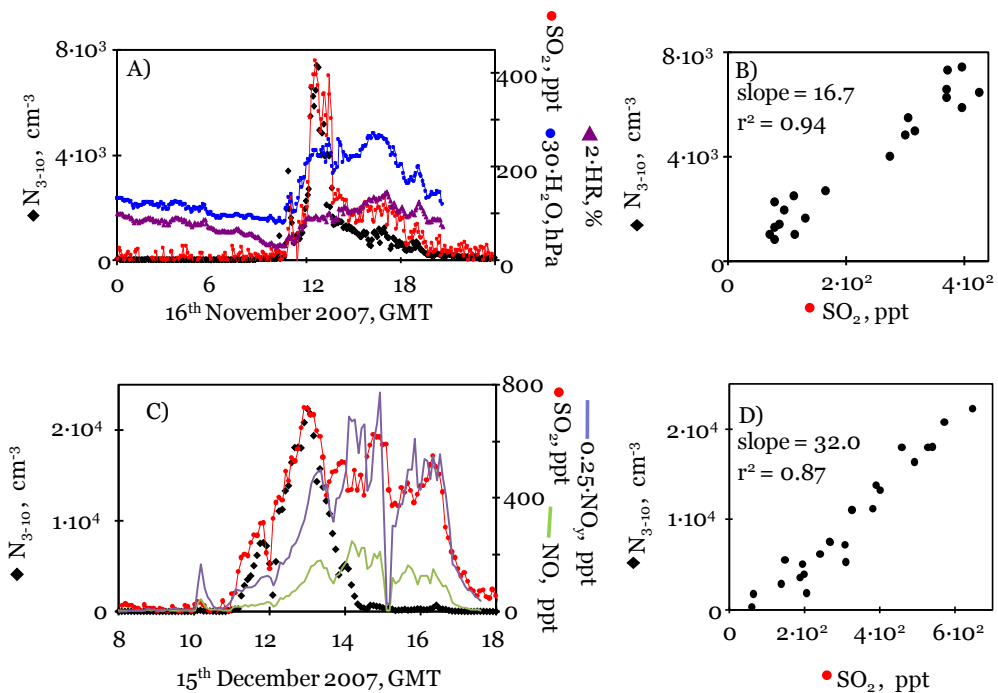 A)
8·10³
4·10³
0
◆ N₃₋₁₀, cm⁻³
0 6 12 18
16th November 2007, GMT
400
200
0
● SO₂, ppt
● 30·H₂O, hPa
▲ 2·HR, %
B)
slope = 16.7
r² = 0.94
8·10³
4·10³
0
◆ N₃₋₁₀, cm⁻³
0 2·10² 4·10²
● SO₂, ppt
C)
2·10⁴
1·10⁴
0
◆ N₃₋₁₀, cm⁻³
8 10 12 14 16 18
15th December 2007, GMT
800
400
0
● SO₂, ppt
NO, ppt
0.25·NOy, ppt
D)
slope = 32.0
r² = 0.87
2·10⁴
1·10⁴
0
◆ N₃₋₁₀, cm⁻³
0 2·10² 4·10² 6·10²
● SO₂, ppt